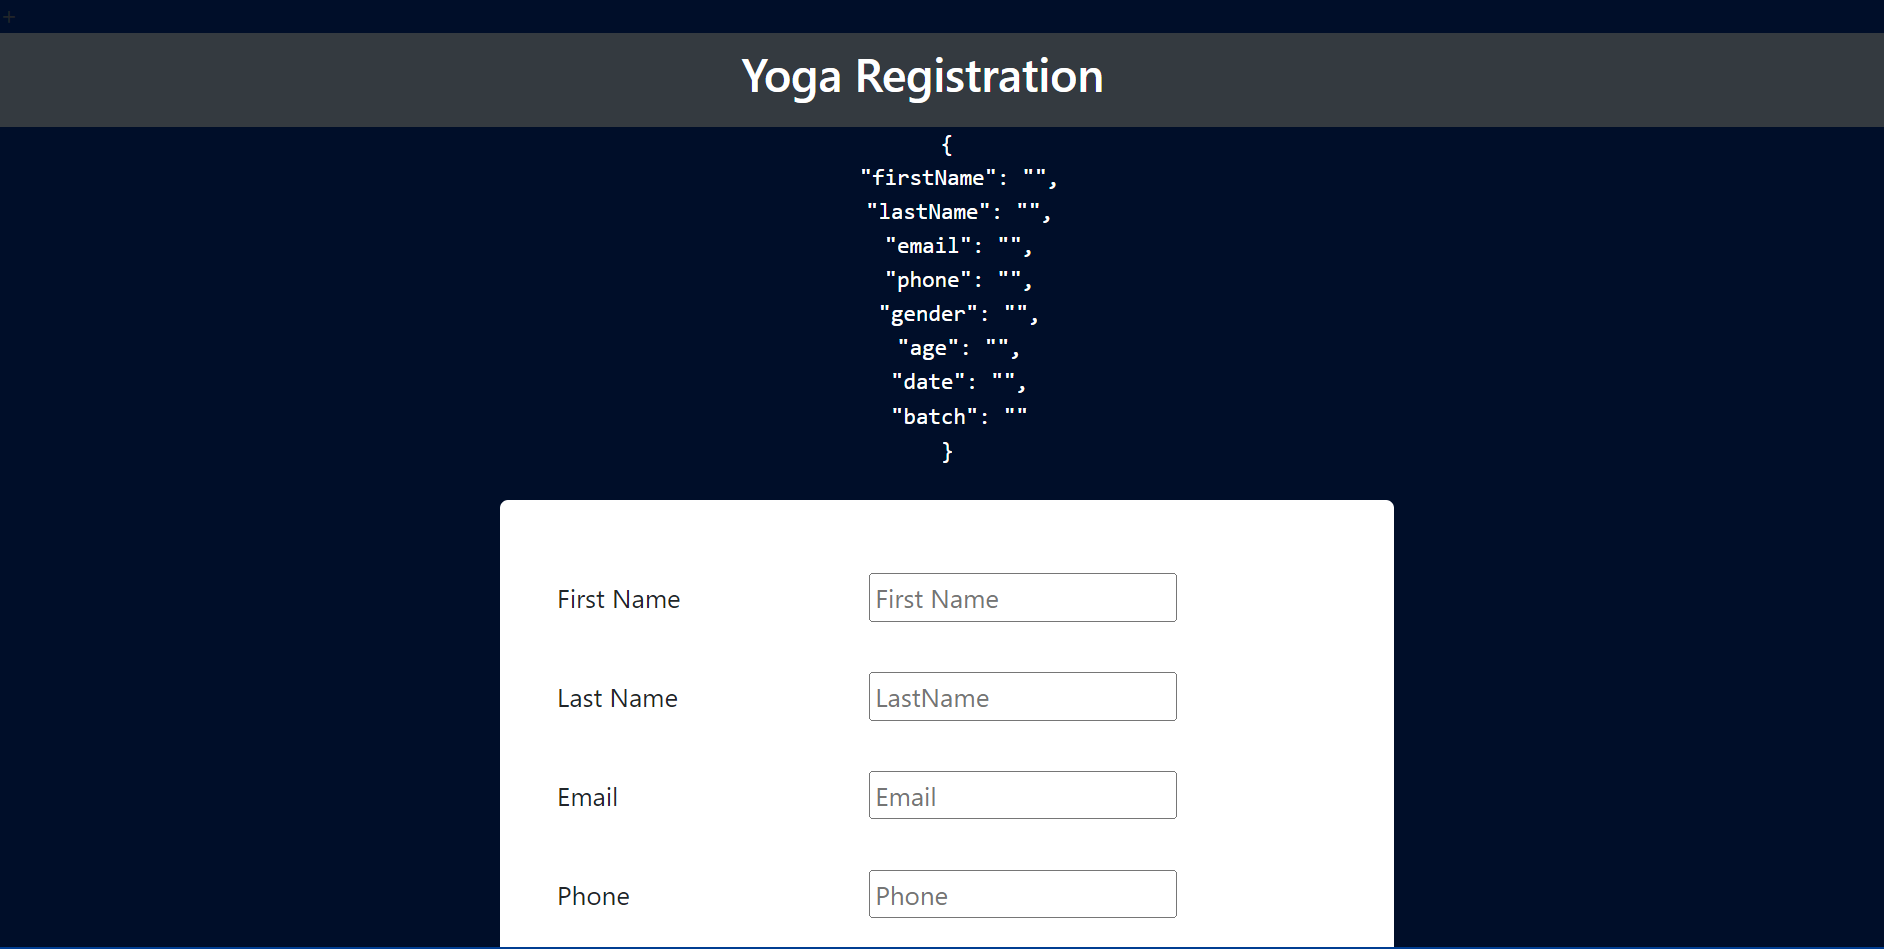 +
Yoga Registration
{
"firstName": "",
"lastName": "",
"email": "",
"phone": "",
"gender": "",
"age": "",
"date": "",
"batch": ""
}
First Name First Name
Last Name LastName
Email Email
Phone Phone